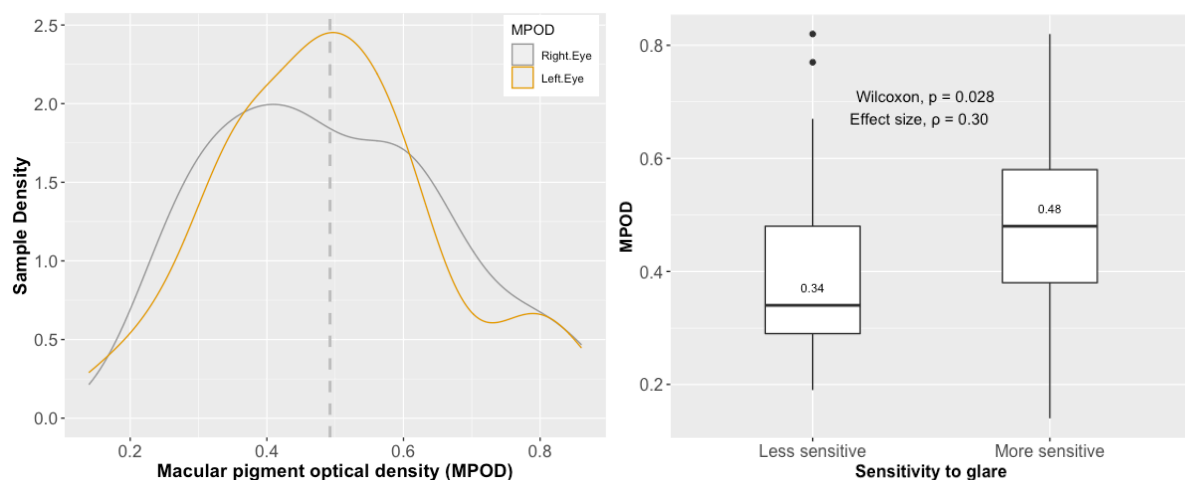 2.5
2.0
1.5
1.0
0.5
0.0
Sample Density
MPOD
Right.Eye
Left.Eye
0.2
0.4
0.6
0.8
Macular pigment optical density (MPOD)
0.8
0.6
0.4
0.2
MPOD
Wilcoxon, p = 0.028
Effect size, ρ = 0.30
0.34
0.48
Less sensitive
More sensitive
Sensitivity to glare